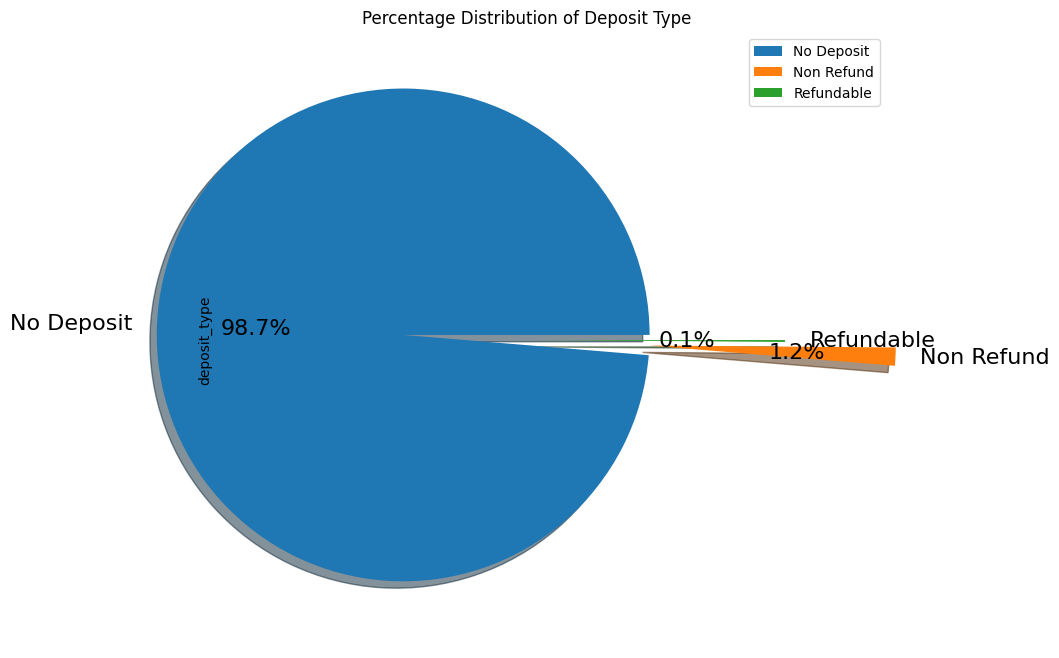 Percentage Distribution of Deposit Type
No Deposit
Non Refund
Refundable
No Deposit
98.7%
deposit_type
0.1%
Refundable
1.2%
Non Refund